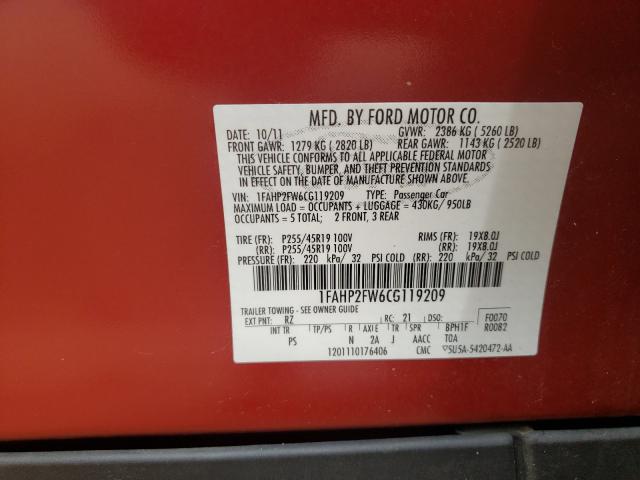 MFD. BY FORD MOTOR CO.
DATE: 10/11 GVWR: 2386 KG ( 5260 LB)
FRONT GAWR: 1279 KG ( 2820 LB) REAR GAWR: 1143 KG ( 2520 LB)
THIS VEHICLE CONFORMS TO ALL APPLICABLE FEDERAL MOTOR
VEHICLE SAFETY, BUMPER, AND THEFT PREVENTION STANDARDS
IN EFFECT ON THE DATE OF MANUFACTURE SHOWN ABOVE.
VIN: 1FAHP2FW6CG119209 TYPE: Passenger Car
MAXIMUM LOAD = OCCUPANTS + LUGGAGE = 430KG/ 950LB
OCCUPANTS = 5 TOTAL: 2 FRONT, 3 REAR
TIRE (FR): P255/45R19 100V RIMS (FR): 19X8.0J
(RR): P255/45R19 100V (RR): 19X8.0J
PRESSURE (FR): 220 kPa/ 32 PSI COLD (RR): 220 kPa/ 32 PSI COLD
1FAHP2FW6CG119209
TRAILER TOWING - SEE OWNER GUIDE
EXT PNT: RZ RC: 21 DSO: F0070
INT TR TP/PS R AXLE TR SPR BPH1F R0082
PS N 2A J AACC TOA
1201110176406 CMC 5U5A-5420472-AA